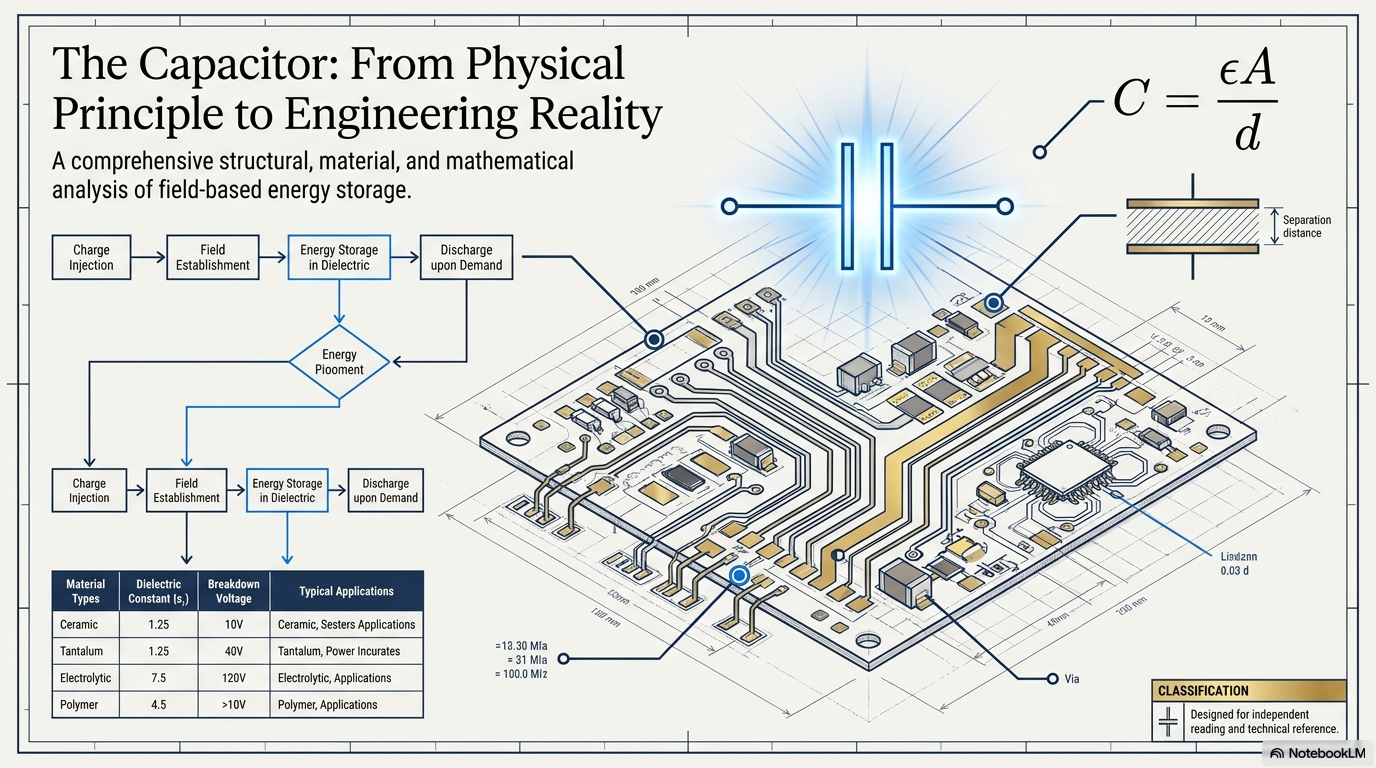 The Capacitor: From Physical
Principle to Engineering Reality
A comprehensive structural, material, and mathematical
analysis of field-based energy storage.
C = ϵA / d
Separation
distance
Charge
Injection
Field
Establishment
Energy Storage
in Dielectric
Discharge
upon Demand
Energy
Piooment
Charge
Injection
Field
Establishment
Energy Storage
in Dielectric
Discharge
upon Demand
Material
Types
Dielectric
Constant (s,)
Breakdown
Voltage
Typical Applications
Ceramic 1.25 10V Ceramic, Sesters Applications
Tantalum 1.25 40V Tantalum, Power Incurates
Electrolytic 7.5 120V Electrolytic, Applications
Polymer 4.5 >10V Polymer, Applications
=18.30 Mla
= 31 Mla
= 100.0 Miz
0.03 d
Via
CLASSIFICATION
Designed for independent
reading and technical reference.
NotebookLM